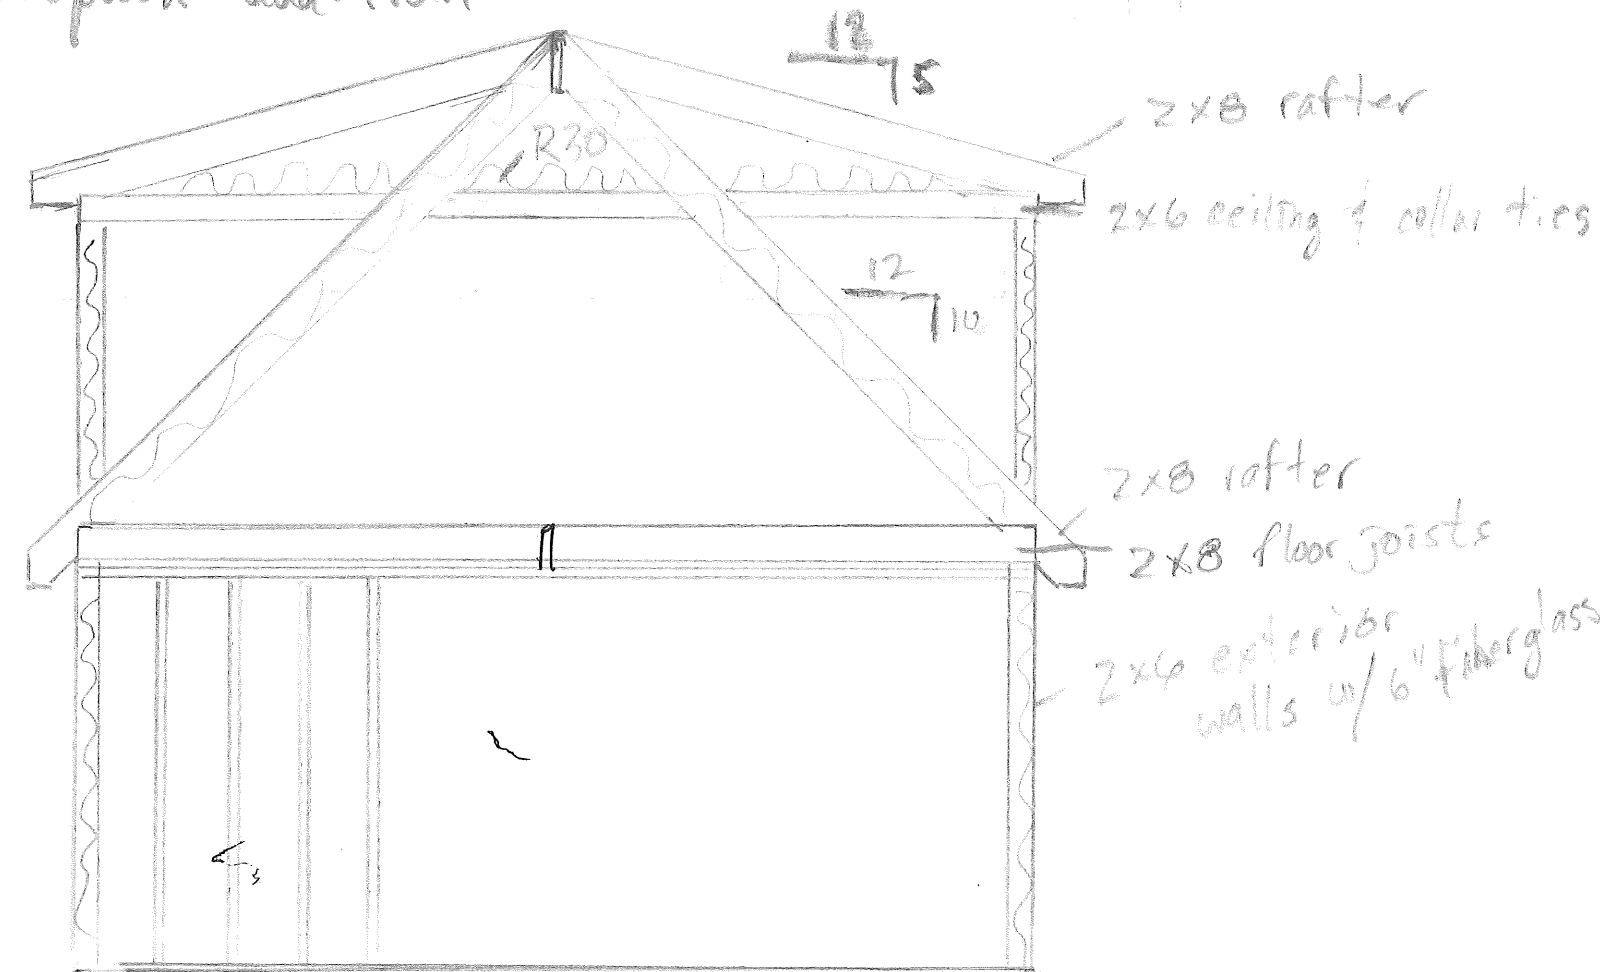 12
5
2x8 rafter
R30
2x6 ceiling & collar ties
12
10
2x8 rafter
2x8 floor joists
2x6 exterior
walls w/ 6" fiberglass